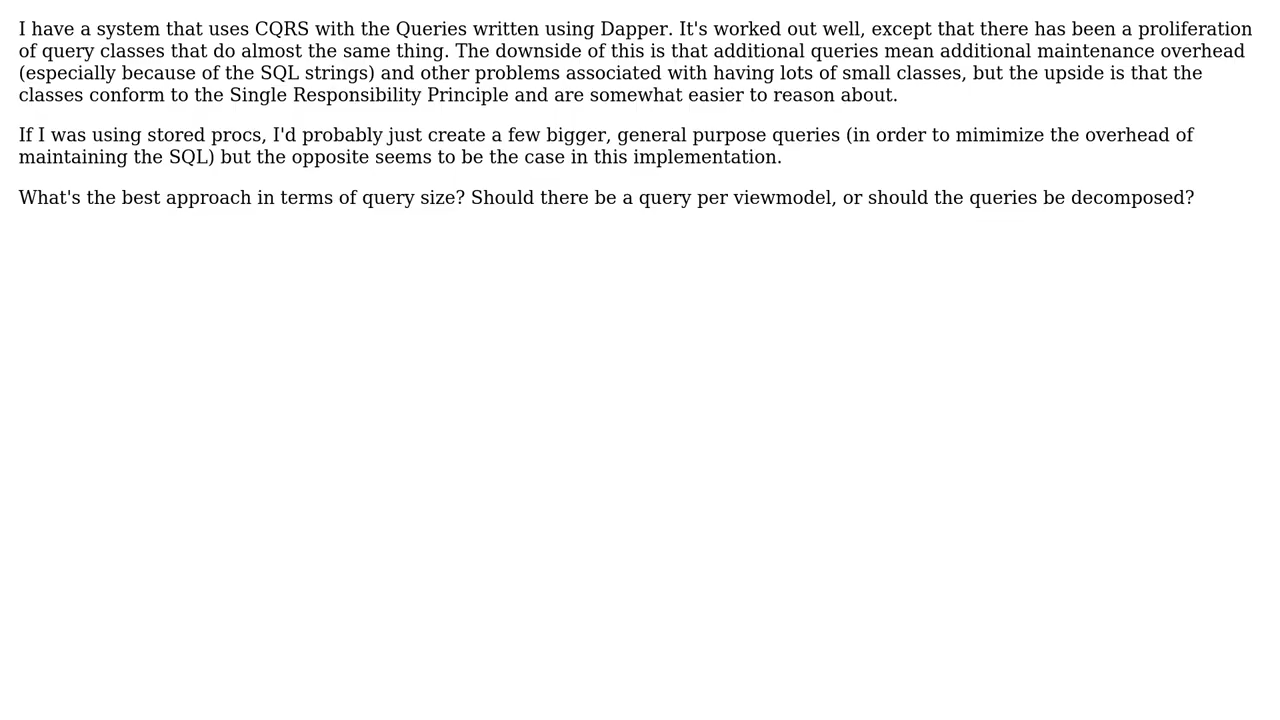 I have a system that uses CQRS with the Queries written using Dapper. It's worked out well, except that there has been a proliferation
of query classes that do almost the same thing. The downside of this is that additional queries mean additional maintenance overhead
(especially because of the SQL strings) and other problems associated with having lots of small classes, but the upside is that the
classes conform to the Single Responsibility Principle and are somewhat easier to reason about.
If I was using stored procs, I'd probably just create a few bigger, general purpose queries (in order to mimimize the overhead of
maintaining the SQL) but the opposite seems to be the case in this implementation.
What's the best approach in terms of query size? Should there be a query per viewmodel, or should the queries be decomposed?